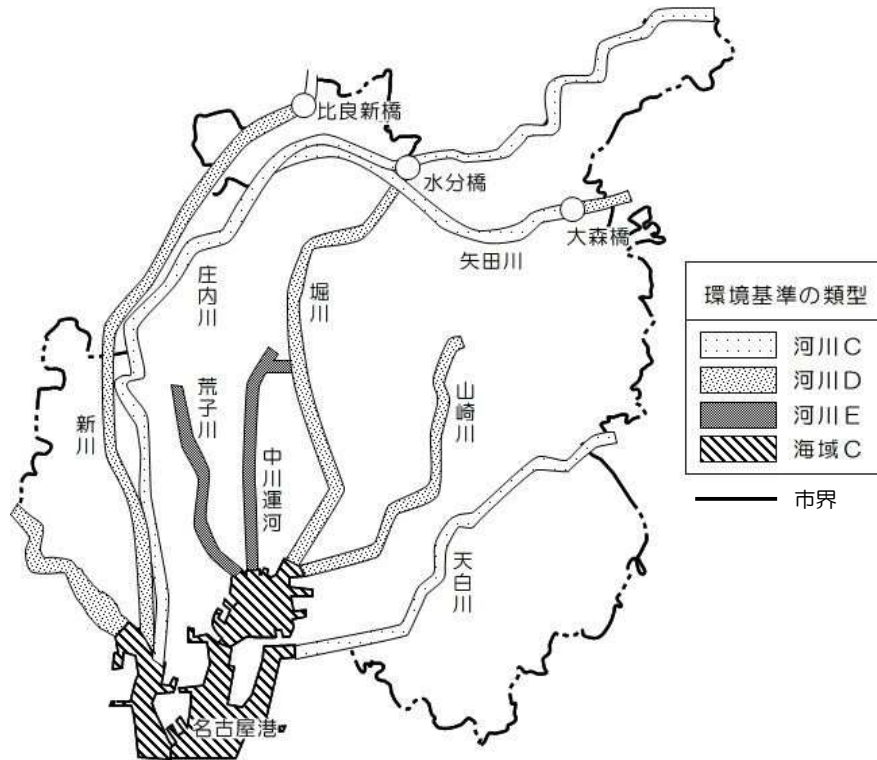 比良新橋
水分橋
大森橋
矢田川
庄内川
堀川
荒子川
山崎川
新川
中川運河
天白川
名古屋港
環境基準の類型
河川C
河川D
河川E
海域C
市界